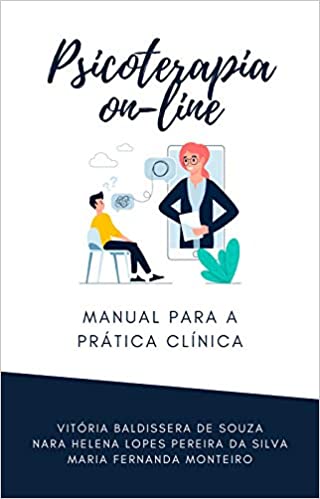 Psicoterapia
on-line
??
MANUAL PARA A
PRÁTICA CLÍNICA
VITÓRIA BALDISSERA DE SOUZA
NARA HELENA LOPES PEREIRA DA SILVA
MARIA FERNANDA MONTEIRO